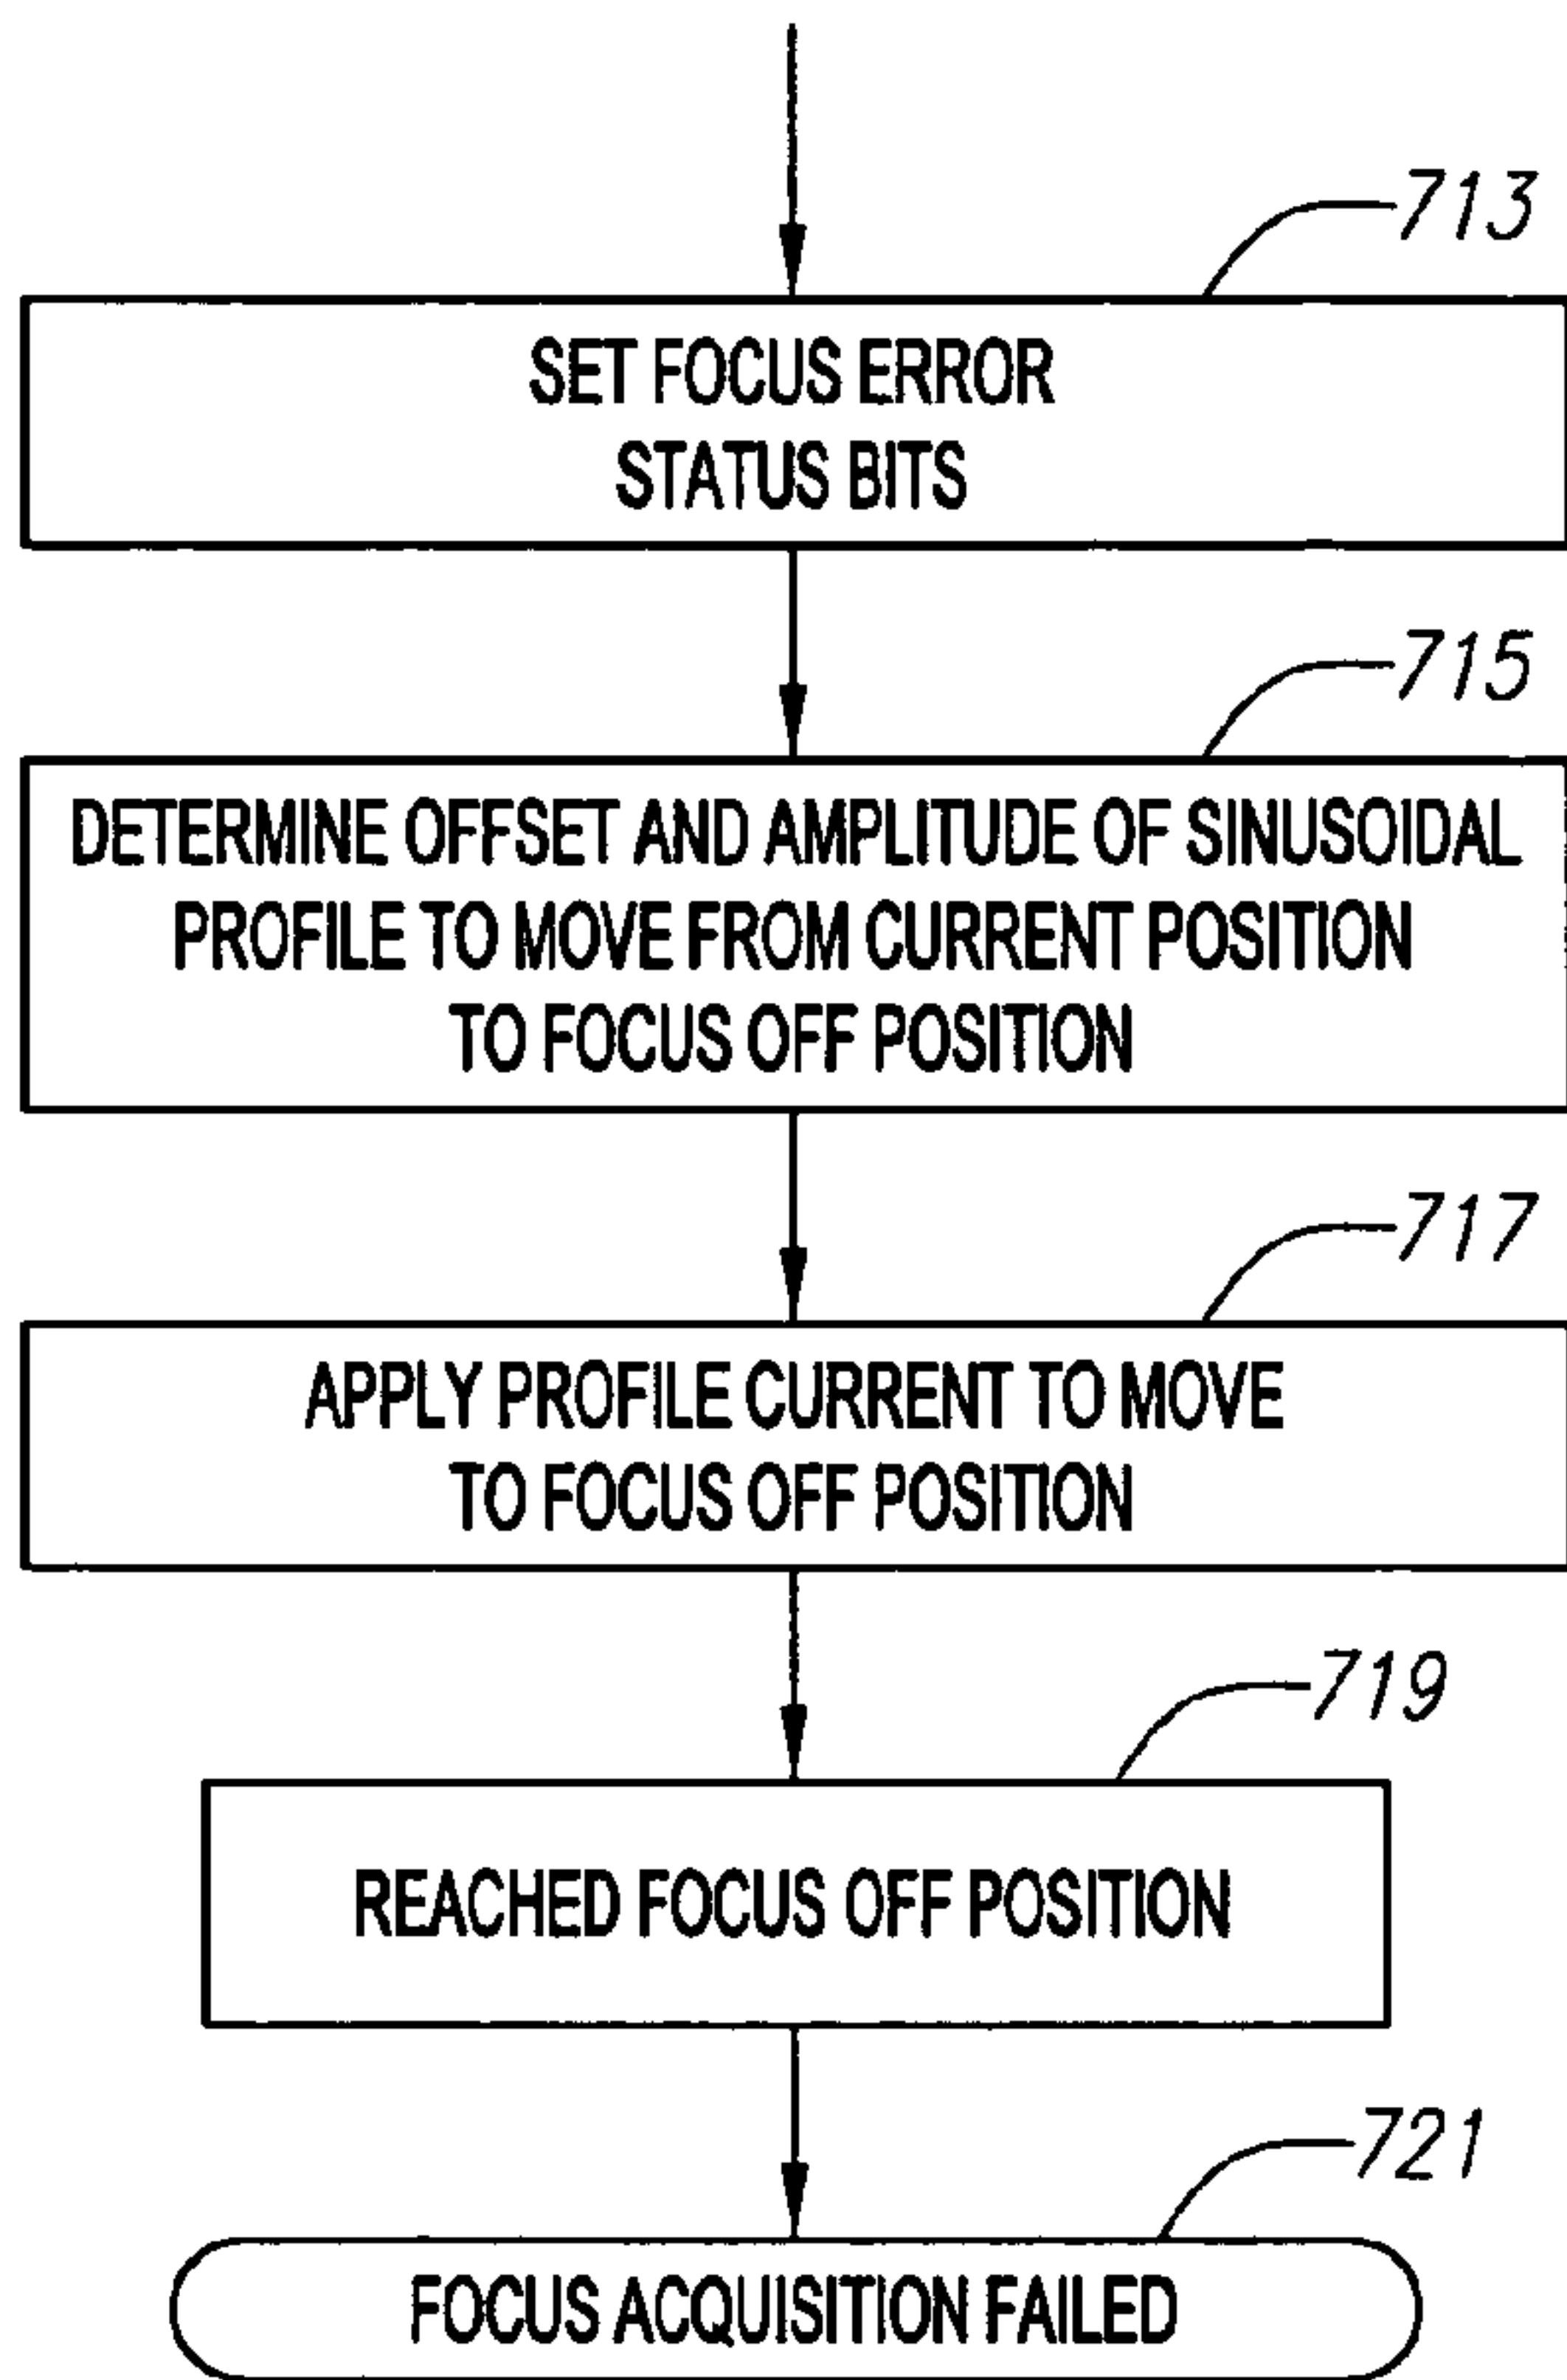 713
SET FOCUS ERROR
STATUS BITS
715
DETERMINE OFFSET AND AMPLITUDE OF SINUSOIDAL
PROFILE TO MOVE FROM CURRENT POSITION
TO FOCUS OFF POSITION
717
APPLY PROFILE CURRENT TO MOVE
TO FOCUS OFF POSITION
719
REACHED FOCUS OFF POSITION
721
FOCUS ACQUISITION FAILED